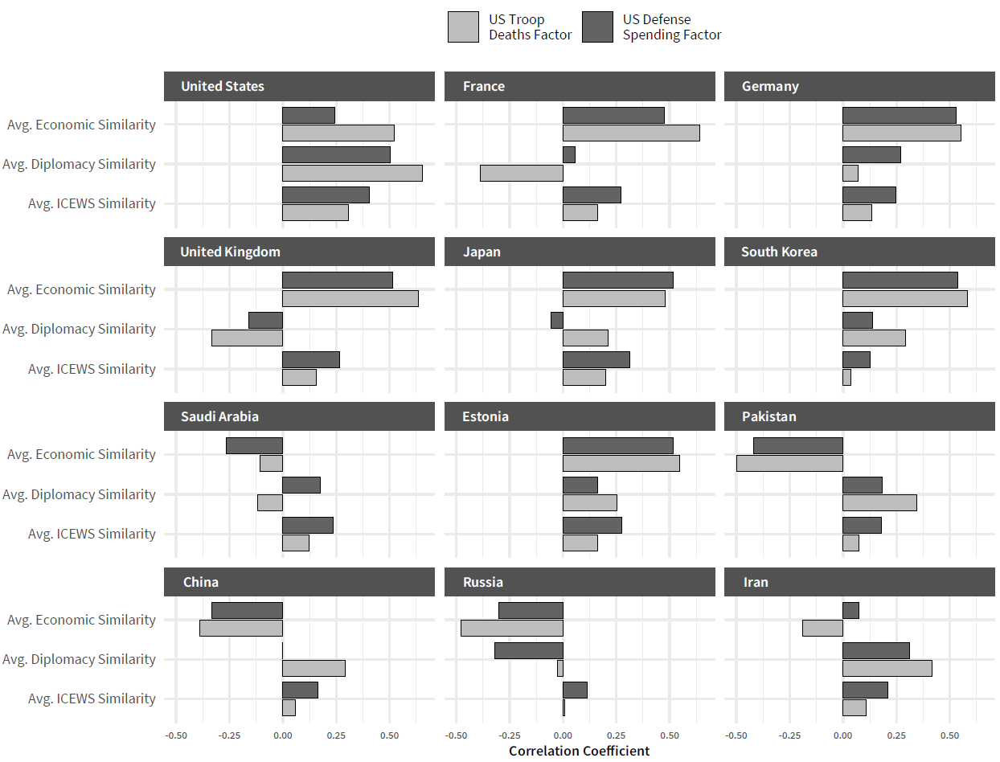 US Troop
Deaths Factor
US Defense
Spending Factor
United States
France
Germany
Avg. Economic Similarity
Avg. Diplomacy Similarity
Avg. ICEWS Similarity
United Kingdom
Japan
South Korea
Avg. Economic Similarity
Avg. Diplomacy Similarity
Avg. ICEWS Similarity
Saudi Arabia
Estonia
Pakistan
Avg. Economic Similarity
Avg. Diplomacy Similarity
Avg. ICEWS Similarity
China
Russia
Iran
Avg. Economic Similarity
Avg. Diplomacy Similarity
Avg. ICEWS Similarity
-0.50 -0.25 0.00 0.25 0.50 -0.50 -0.25 0.00 0.25 0.50 -0.50 -0.25 0.00 0.25 0.50
Correlation Coefficient